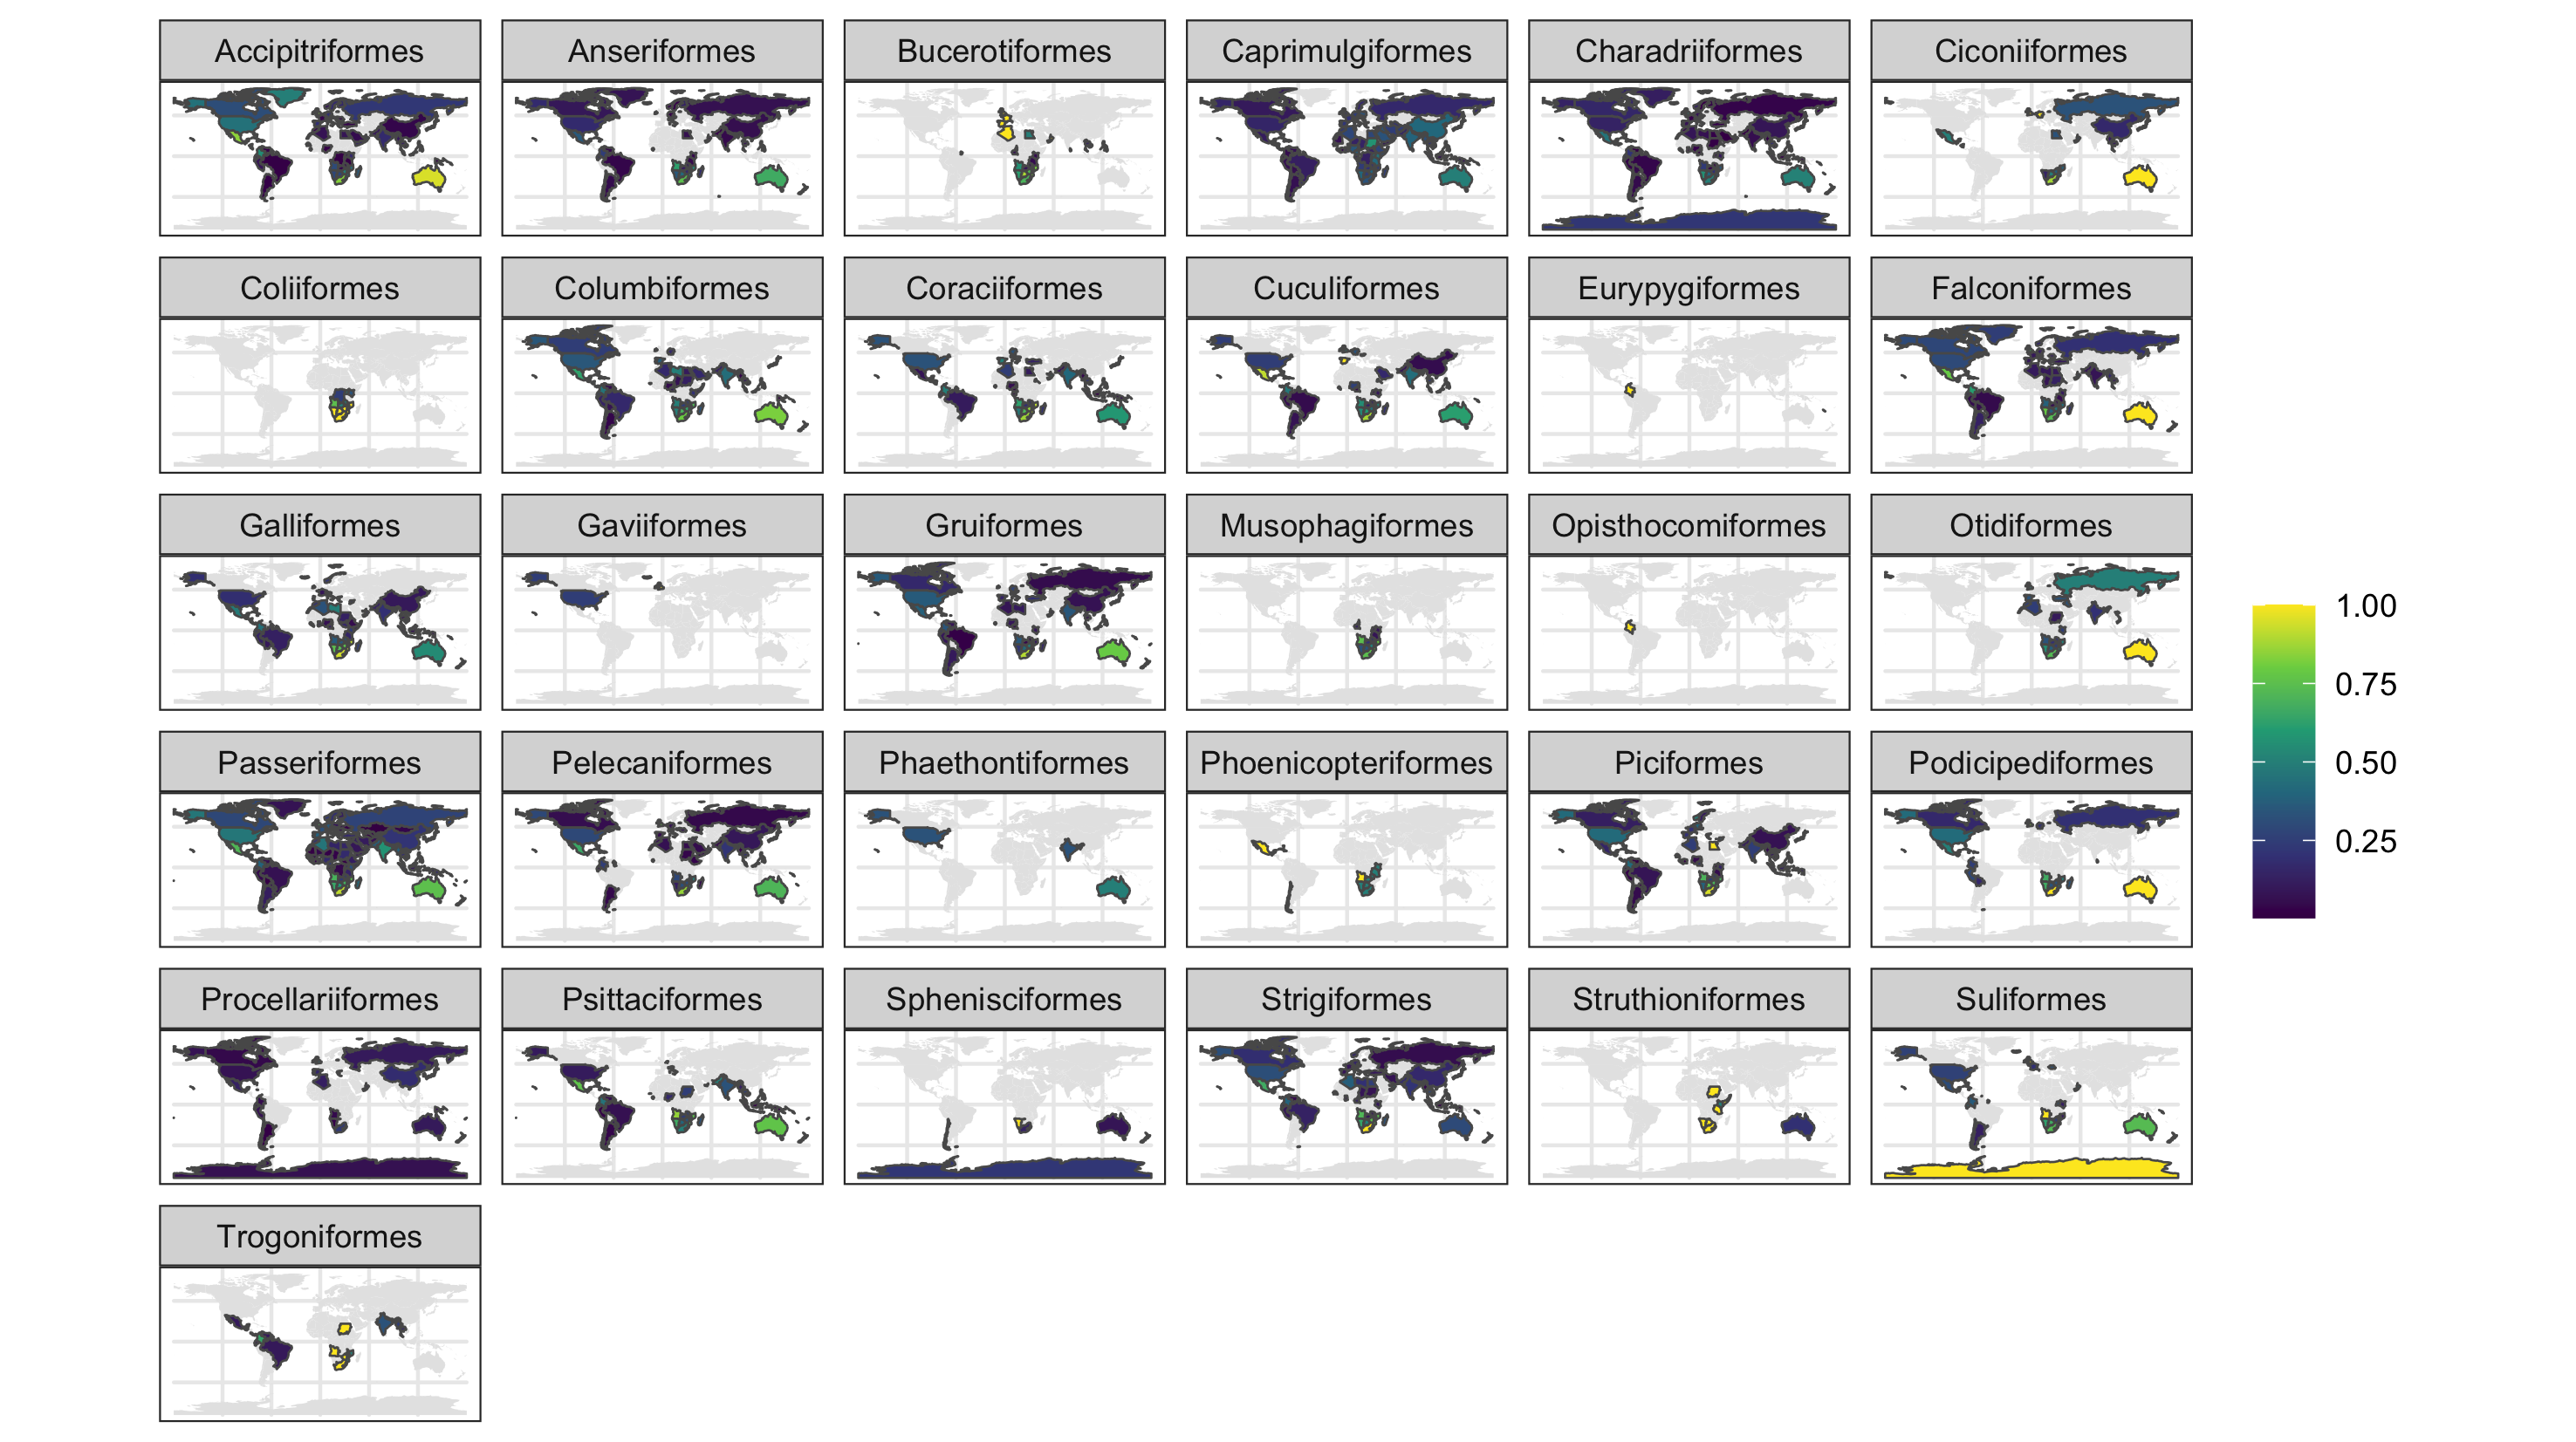 Accipitriformes
Anseriformes
Bucerotiformes
Caprimulgiformes
Charadriiformes
Ciconiiformes
Coliiformes
Columbiformes
Coraciiformes
Cuculiformes
Eurypygiformes
Falconiformes
Galliformes
Gaviiformes
Gruiformes
Musophagiformes
Opisthocomiformes
Otidiformes
Passeriformes
Pelecaniformes
Phaethontiformes
Phoenicopteriformes
Piciformes
Podicipediformes
Procellariiformes
Psittaciformes
Sphenisciformes
Strigiformes
Struthioniformes
Suliformes
Trogoniformes
1.00
0.75
0.50
0.25